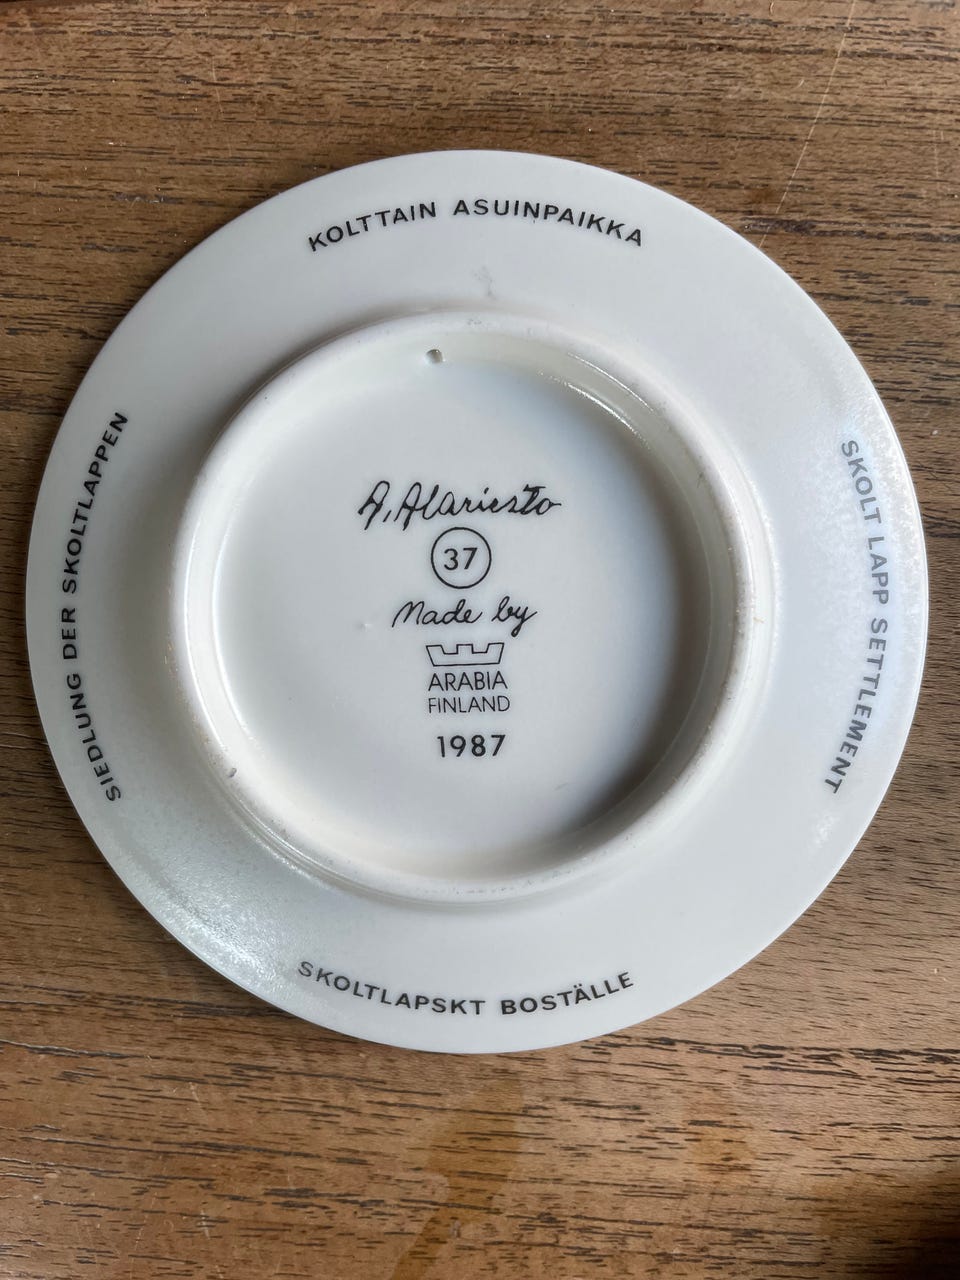 KOLTTAIN ASUINPAIKKA
SKOLT LAPP SETTLEMENT
SKOLTLAPSKT BOSTÄLLE
SIEDLUNG DER SKOLTLAPPEN
A. Alariesto
37
Made by
ARABIA
FINLAND
1987